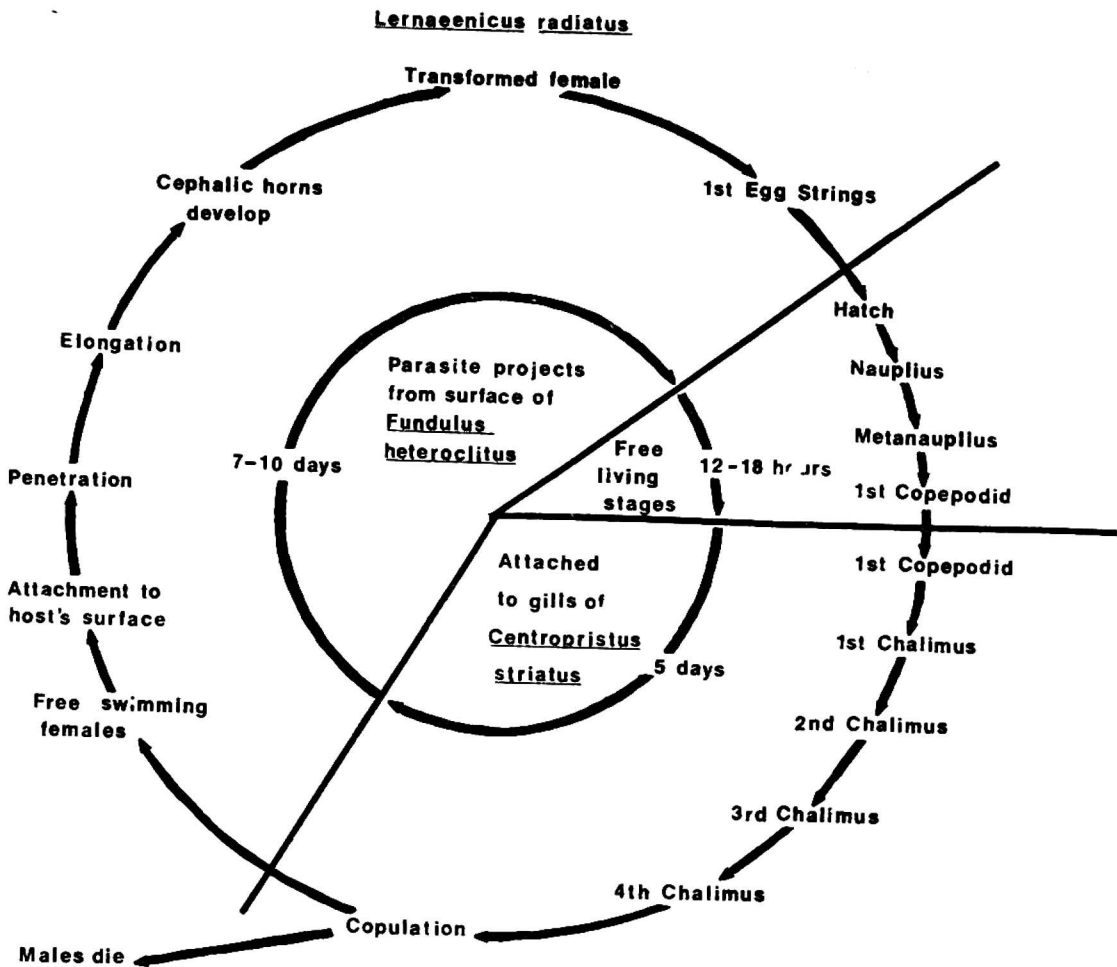 Lernaeenicus radiatus
Transformed female
1st Egg Strings
Hatch
Nauplius
Metanauplius
1st Copepodid
1st Copepodid
1st Chalimus
2nd Chalimus
3rd Chalimus
4th Chalimus
Copulation
Males die
Free swimming
females
Attachment to
host's surface
Penetration
Elongation
Cephalic horns
develop
Parasite projects
from surface of
Fundulus
heteroclitus
7-10 days
Free
living
stages
12-18 hours
Attached
to gills of
Centropristus
striatus
5 days